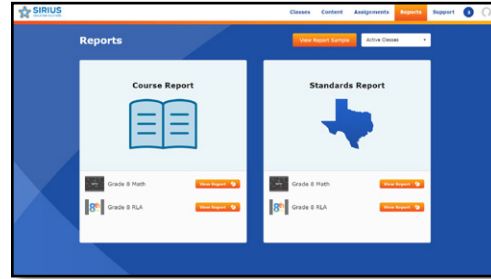 SIRIUS
Classes Content Assignments Reports Support
Reports
View Report Sample
Active Classes
Course Report
Grade 8 Math
View Report
Grade 8 RLA
View Report
Standards Report
Grade 8 Math
View Report
Grade 8 RLA
View Report